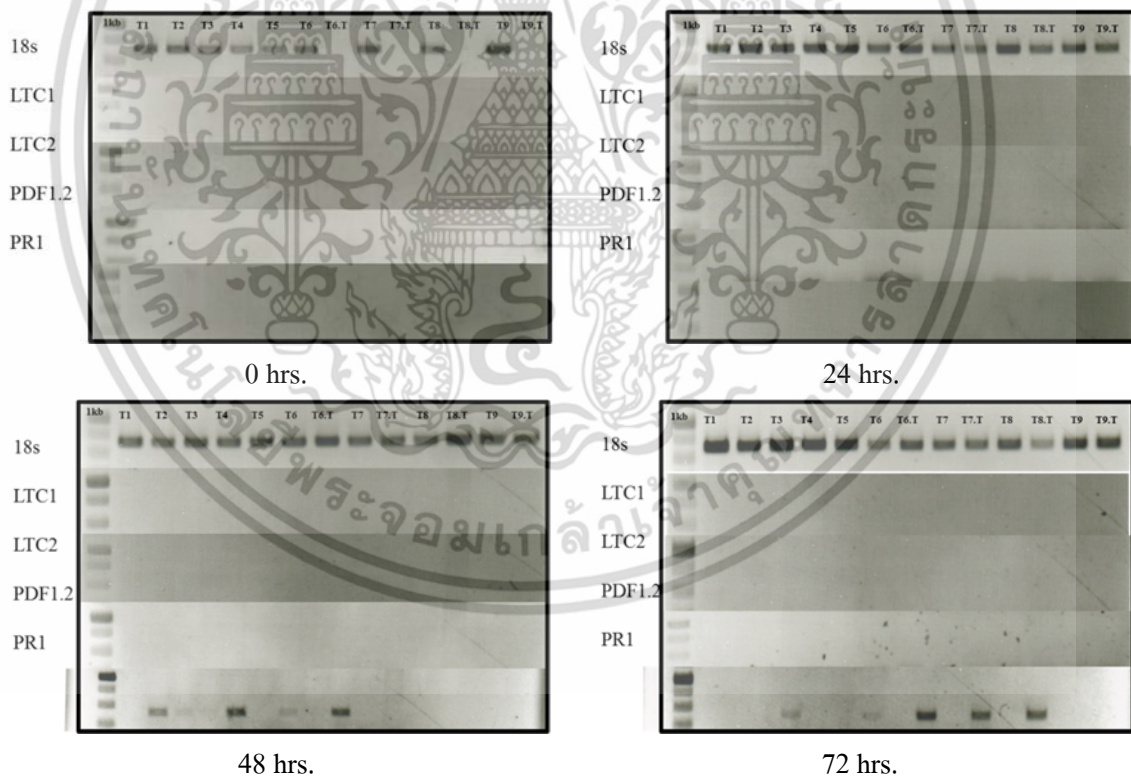 1kb T1 T2 T3 T4 T5 T6 T6.T T7 T7.T T8 T8.T T9 T9.T
18s
LTC1
LTC2
PDF1.2
PR1
0 hrs.
1kb T1 T2 T3 T4 T5 T6 T6.T T7 T7.T T8 T8.T T9 T9.T
18s
LTC1
LTC2
PDF1.2
PR1
24 hrs.
1kb T1 T2 T3 T4 T5 T6 T6.T T7 T7.T T8 T8.T T9 T9.T
18s
LTC1
LTC2
PDF1.2
PR1
48 hrs.
1kb T1 T2 T3 T4 T5 T6 T6.T T7 T7.T T8 T8.T T9 T9.T
18s
LTC1
LTC2
PDF1.2
PR1
72 hrs.